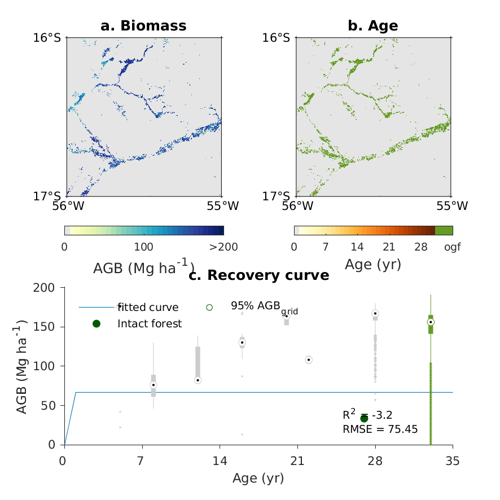 a. Biomass
b. Age
16°S
16°S
17°S
17°S
56°W
55°W
56°W
55°W
0
100
>200
0
7
14
21
28
ogf
AGB (Mg ha⁻¹)
Age (yr)
c. Recovery curve
fitted curve
95% AGBgrid
Intact forest
200
150
100
50
0
AGB (Mg ha⁻¹)
R² = -3.2
RMSE = 75.45
0
7
14
21
28
35
Age (yr)